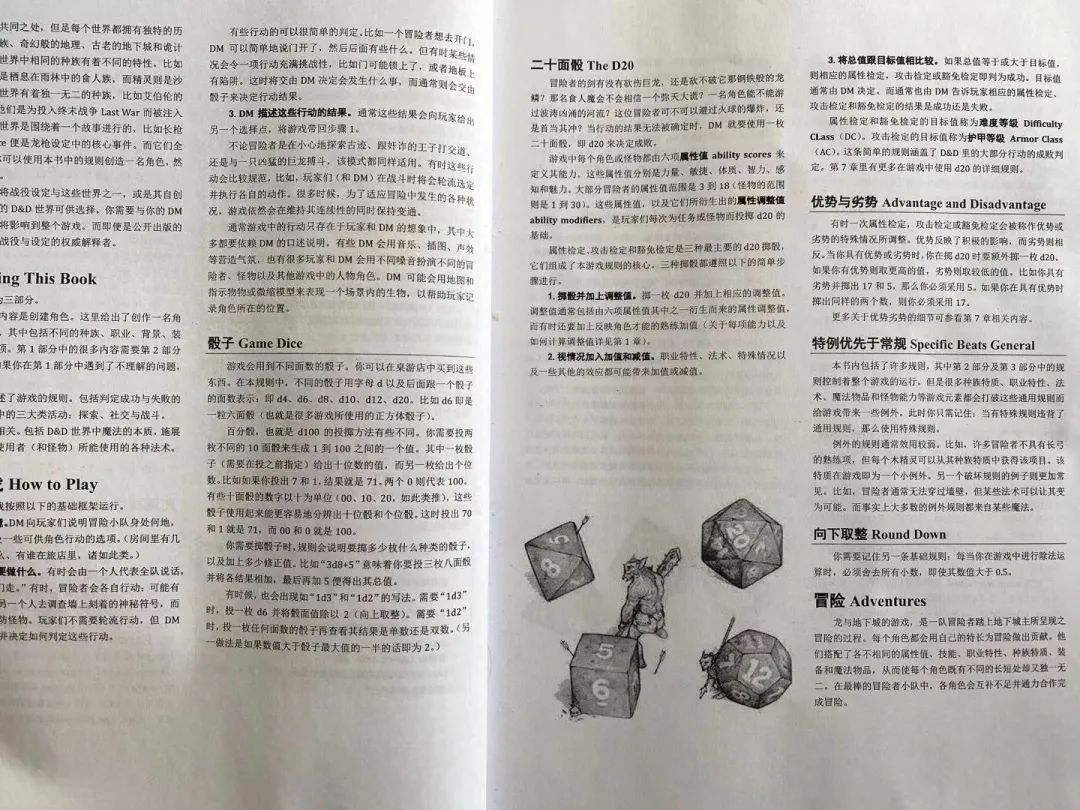 共同之处，但是每个世界都拥有独特的历
族、奇幻般的地理、古老的地下城和诡计
世界中相同的种族有着不同的特性，比如
是栖息在雨林中的食人族，而精灵则是沙
世界有着独一无二的种族，比如艾伯伦的
他们是为投入终末战争 Last War 而被注入
世界是围绕着一个故事进行的，比如长枪
ce 便是龙枪设定中的核心事件。而它们全
你可以使用本书中的规则创造一名角色，然
。
将战役设定与这些世界之一，或是其自创
的 D&D 世界可供选择，你需要与你的 DM
将影响到整个游戏。而即使是公开出版的
战役与设定的权威解释者。
ing This Book
为三部分。
内容是创建角色。这里给出了创作一名角
，其中包括不同的种族、职业、背景、装
项。第 1 部分中的很多内容需要第 2 部分
如果你在第 1 部分中遇到了不理解的问题，
述了游戏的规则，包括判定成功与失败的
中的三大类活动：探索、社交与战斗。
相关。包括 D&D 世界中魔法的本质，施展
使用者（和怪物）所能使用的各种法术。
戏 How to Play
戏按照以下的基础框架运行。
境。DM 向玩家们说明冒险小队身处何地，
及一些可供角色行动的选项。（房间里有几
么、有谁在旅店里，诸如此类。）
要做什么。有时会由一个人代表全队说话，
们走。”有时，冒险者会各自行动：可能有
另一个人去调查墙上刻着的神秘符号，而
防怪物。玩家们不需要轮流行动，但 DM
并决定如何判定这些行动。
有些行动的可以很简单的判定。比如一个冒险者想去开门，
DM 可以简单地说门开了，然后后面有些什么。但有时某些情
况会令一项行动充满挑战性，比如门可能锁上了，或者地板上
有陷阱。这时将交由 DM 决定会发生什么事，而通常则会交由
骰子来决定行动结果。
3. DM 描述这些行动的结果。通常这些结果会向玩家给出
另一个选择点，将游戏带回步骤 1。
不论冒险者是在小心地探索古迹、跟奸诈的王子打交道、
还是与一只凶猛的巨龙搏斗，该模式都同样适用。有时这些行
动会比较规范，比如，玩家们（和 DM）在战斗时将会轮流选定
并执行各自的动作。很多时候，为了适应冒险中发生的各种状
况，游戏依然会在维持其连续性的同时保持变通。
通常游戏中的行动只存在于玩家和 DM 的想象中，其中大
多都要依赖 DM 的口述说明。有些 DM 会用音乐、插图、声效
等营造气氛，也有很多玩家和 DM 会用不同嗓音扮演不同的冒
险者、怪物以及其他游戏中的人物角色。DM 可能会用地图和
指示物或微缩模型来表现一个场景内的生物，以帮助玩家记
录角色所在的位置。
骰子 Game Dice
游戏会用到不同面数的骰子。你可以在桌游店中买到这些
东西。在本规则中，不同的骰子用字母 d 以及后面跟一个骰子
的面数表示：即 d4、d6、d8、d10、d12、d20。比如 d6 即是
一粒六面骰（也就是很多游戏所使用的正方体骰子）。
百分骰，也就是 d100 的投掷方法有些不同。你需要投两
枚不同的 10 面骰来生成 1 到 100 之间的一个值。其中一枚骰
子（需要在投之前指定）给出十位数的值，而另一枚给出个位
数。比如如果你投出 7 和 1，结果就是 71。两个 0 则代表 100。
有些十面骰的数字以十为单位（00、10、20，如此类推），这些
骰子使用起来能更容易地分辨出十位骰和个位骰。这时投出 70
和 1 就是 71，而 00 和 0 就是 100。
你需要掷骰子时，规则会说明要掷多少枚什么种类的骰子，
以及加上多少修正值。比如“3d8+5”意味着你要投三枚八面骰
并将各结果相加，最后再加 5 便得出其总值。
有时候，也会出现如“1d3”和“1d2”的写法。需要“1d3”
时，投一枚 d6 并将骰面值除以 2（向上取整）。需要“1d2”
时，投一枚任何面数的骰子再查看其结果是单数还是双数。（另
一做法是如果数值大于骰子最大值的一半的话即为 2。）
二十面骰 The D20
冒险者的剑有没有砍伤巨龙，还是砍不破它那钢铁般的龙
鳞？那名食人魔会不会相信一个弥天大谎？一名角色能不能游
过波涛凶涌的河流？这位冒险者可不可以避过火球的爆炸，还
是首当其冲？当行动的结果无法被确定时，DM 就要使用一枚
二十面骰，即 d20 来决定成败。
游戏中每个角色或怪物都由六项属性值 ability scores 来
定义其能力。这些属性值分别是力量、敏捷、体质、智力、感
知和魅力。大部分冒险者的属性值范围是 3 到 18（怪物的范围
则是 1 到 30）。这些属性值，以及它们所衍生出的属性调整值
ability modifiers，是玩家们每次为任务或怪物而投掷 d20 的
基础。
属性检定、攻击检定和豁免检定是三种最主要的 d20 掷骰，
它们组成了本游戏规则的核心。三种掷骰都遵照以下的简单步
骤进行。
1. 掷骰并加上调整值。掷一枚 d20 并加上相应的调整值。
调整值通常包括由六项属性值其中之一衍生而来的属性调整值，
而有时还要加上反映角色才能的熟练加值（关于每项能力以及
如何计算调整值详见第 1 章）。
2. 视情况加入加值和减值。职业特性、法术、特殊情况以
及一些其他的效应都可能带来加值或减值。
3. 将总值跟目标值相比较。如果总值等于或大于目标值，
则相应的属性检定，攻击检定或豁免检定即判为成功。目标值
通常由 DM 决定。而通常也由 DM 告诉玩家相应的属性检定、
攻击检定和豁免检定的结果是成功还是失败。
属性检定和豁免检定的目标值称为难度等级 Difficulty
CLass（DC）。攻击检定的目标值称为护甲等级 Armor Class
（AC）。这条简单的规则涵盖了 D&D 里的大部分行动的成败判
定。第 7 章里有更多在游戏中使用 d20 的详细规则。
优势与劣势 Advantage and Disadvantage
有时一次属性检定，攻击检定或豁免检定会被称作优势或
劣势的特殊情况所调整。优势反映了积极的影响，而劣势则相
反。当你具有优势或劣势时，你在掷 d20 时要额外掷一枚 d20。
如果你有优势则取更高的值，劣势则取较低的值。比如你具有
劣势并掷出 17 和 5，那么你必须采用 5。如果你在具有优势时
掷出同样的两个数，则你必须采用 17。
更多关于优势劣势的细节可参看第 7 章相关内容。
特例优先于常规 Specific Beats General
本书内包括了许多规则，其中第 2 部分及第 3 部分中的规
则控制着整个游戏的运行。但是很多种族特质、职业特性、法
术、魔法物品和怪物能力等游戏元素都会打破这些通用规则而
给游戏带来一些例外。此时你只需记住：当有特殊规则违背了
通用规则，那么使用特殊规则。
例外的规则通常效用较弱。比如，许多冒险者不具有长弓
的熟练项，但每个木精灵可以从其种族特质中获得该项目。该
特质在游戏即为一个小例外。另一个破坏规则的例子则更加常
见。比如，冒险者通常无法穿过墙壁，但某些法术可以让其变
为可能。而事实上大多数的例外规则都来自某些魔法。
向下取整 Round Down
你需要记住另一条基础规则：每当你在游戏中进行除法运
算时，必须舍去所有小数，即使其数值大于 0.5。
冒险 Adventures
龙与地下城的游戏，是一队冒险者踏上地下城主所呈现之
冒险的过程。每个角色都会用自己的特长为冒险做出贡献。他
们搭配了各不相同的属性值、技能、职业特性、种族特质、装
备和魔法物品，从而使每个角色既有不同的长短处却又独一无
二，在最棒的冒险者小队中，各角色会互补不足并通力合作完
成冒险。
5
8
20
5
6
12